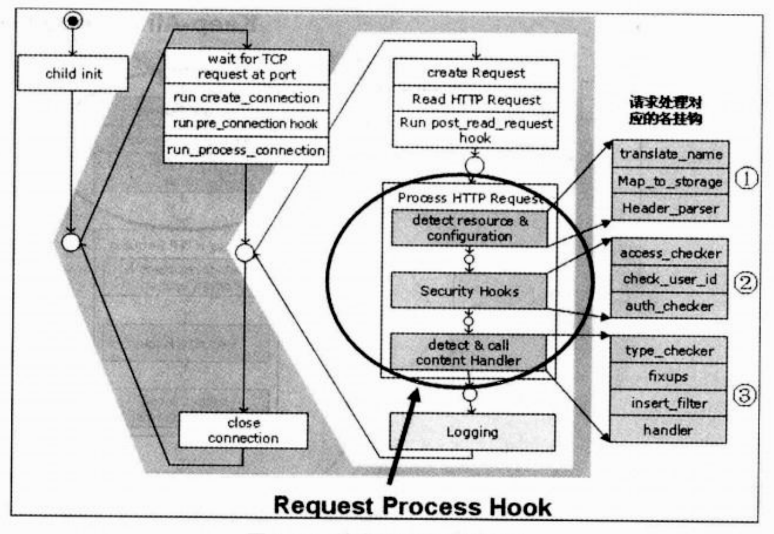 child init
wait for TCP
request at port
run create_connection
run pre_connection hook
run_process_connection
close
connection
create Request
Read HTTP Request
Run post_read_request
hook
Process HTTP Request
detect resource &
configuration
Security Hooks
detect & call
content Handler
Logging
请求处理对
应的各挂钩
translate_name
Map_to_storage
Header_parser
①
access_checker
check_user_id
auth_checker
②
type_checker
fixups
insert_filter
handler
③
Request Process Hook